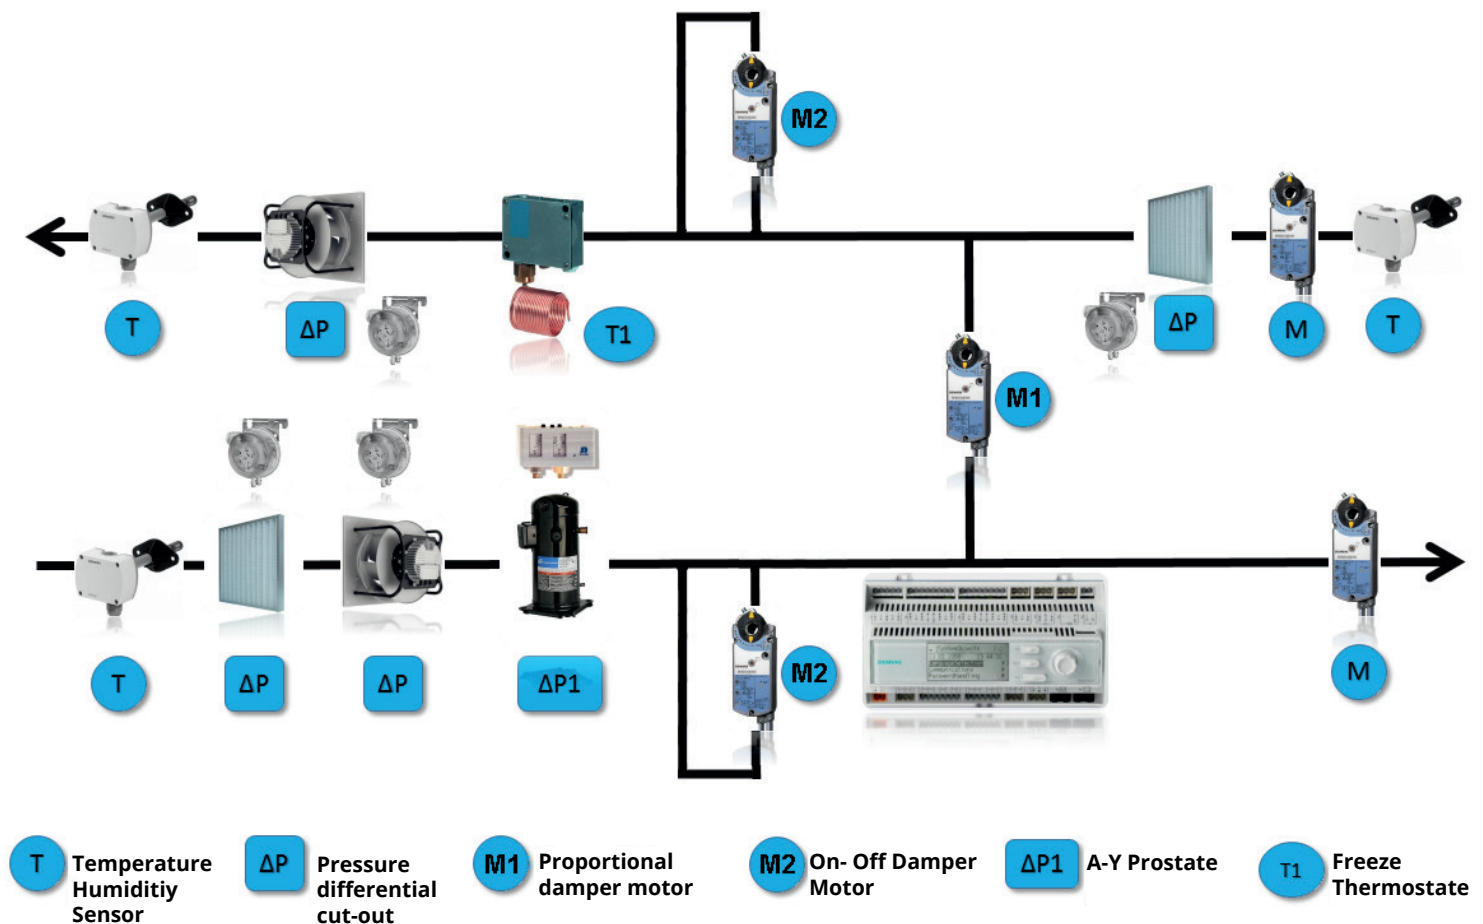 M2
T
ΔP
T1
ΔP
M
T
M1
T
ΔP
ΔP
ΔP1
M2
SIEMENS
M
T
Temperature
Humiditiy
Sensor
ΔP
Pressure
differential
cut-out
M1
Proportional
damper motor
M2
On- Off Damper
Motor
ΔP1
A-Y Prostate
T1
Freeze
Thermostate